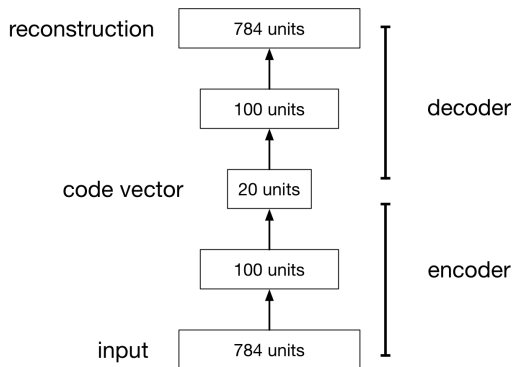 reconstruction
784 units
100 units
decoder
code vector
20 units
100 units
encoder
input
784 units